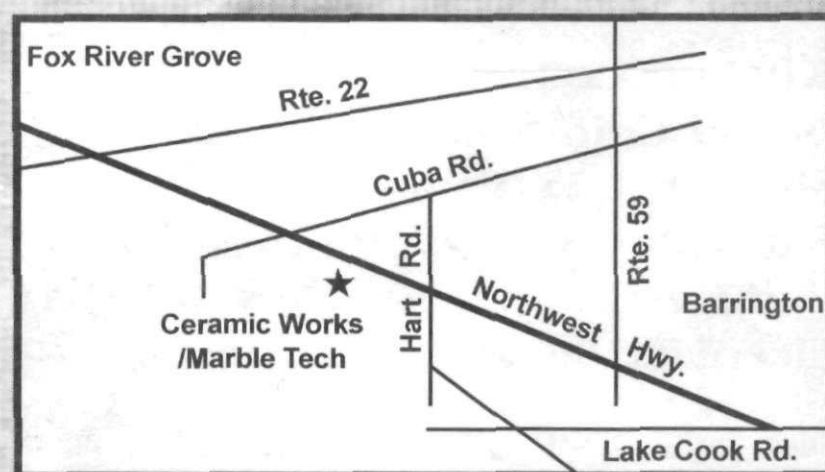 Fox River Grove
Rte. 22
Cuba Rd.
Rte. 59
Hart Rd.
Northwest Hwy.
Barrington
Ceramic Works
/Marble Tech
Lake Cook Rd.